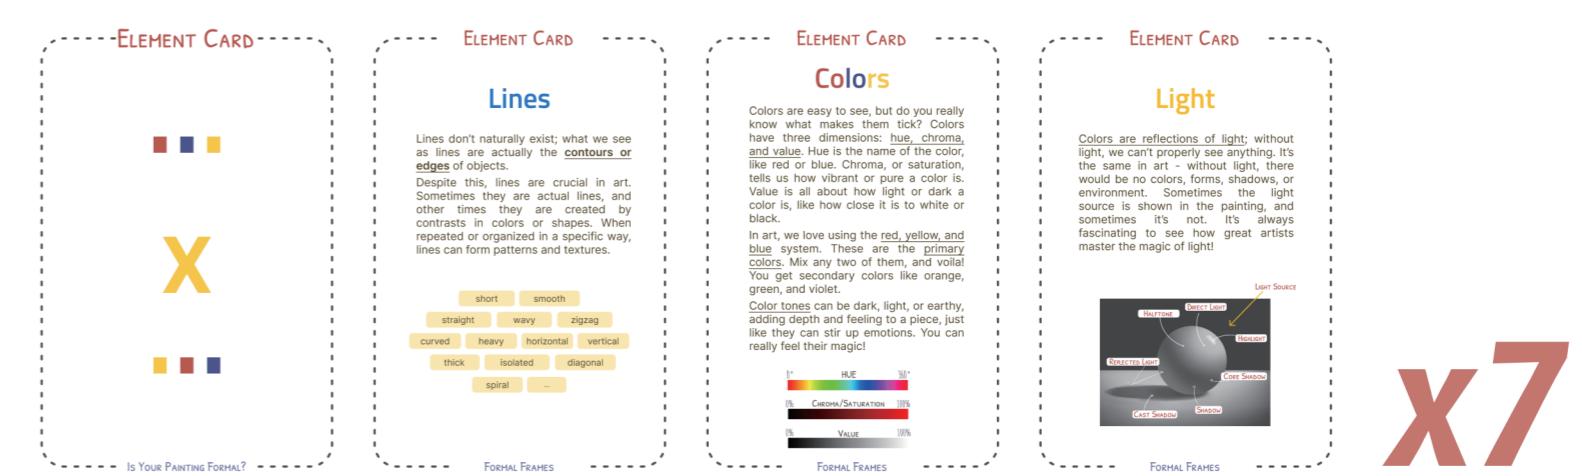 ELEMENT CARD
X
IS YOUR PAINTING FORMAL?
ELEMENT CARD
Lines
Lines don't naturally exist; what we see
as lines are actually the contours or
edges of objects.
Despite this, lines are crucial in art.
Sometimes they are actual lines, and
other times they are created by
contrasts in colors or shapes. When
repeated or organized in a specific way,
lines can form patterns and textures.
short smooth
straight wavy zigzag
curved heavy horizontal vertical
thick isolated diagonal
spiral ...
FORMAL FRAMES
ELEMENT CARD
Colors
Colors are easy to see, but do you really
know what makes them tick? Colors
have three dimensions: hue, chroma,
and value. Hue is the name of the color,
like red or blue. Chroma, or saturation,
tells us how vibrant or pure a color is.
Value is all about how light or dark a
color is, like how close it is to white or
black.
In art, we love using the red, yellow, and
blue system. These are the primary
colors. Mix any two of them, and voila!
You get secondary colors like orange,
green, and violet.
Color tones can be dark, light, or earthy,
adding depth and feeling to a piece, just
like they can stir up emotions. You can
really feel their magic!
0° HUE 360°
0% CHROMA/SATURATION 100%
0% VALUE 100%
FORMAL FRAMES
ELEMENT CARD
Light
Colors are reflections of light; without
light, we can't properly see anything. It's
the same in art - without light, there
would be no colors, forms, shadows, or
environment. Sometimes the light
source is shown in the painting, and
sometimes it's not. It's always
fascinating to see how great artists
master the magic of light!
LIGHT SOURCE
DIRECT LIGHT
HALFTONE
HIGHLIGHT
REFLECTED LIGHT
CORE SHADOW
SHADOW
CAST SHADOW
FORMAL FRAMES
x7